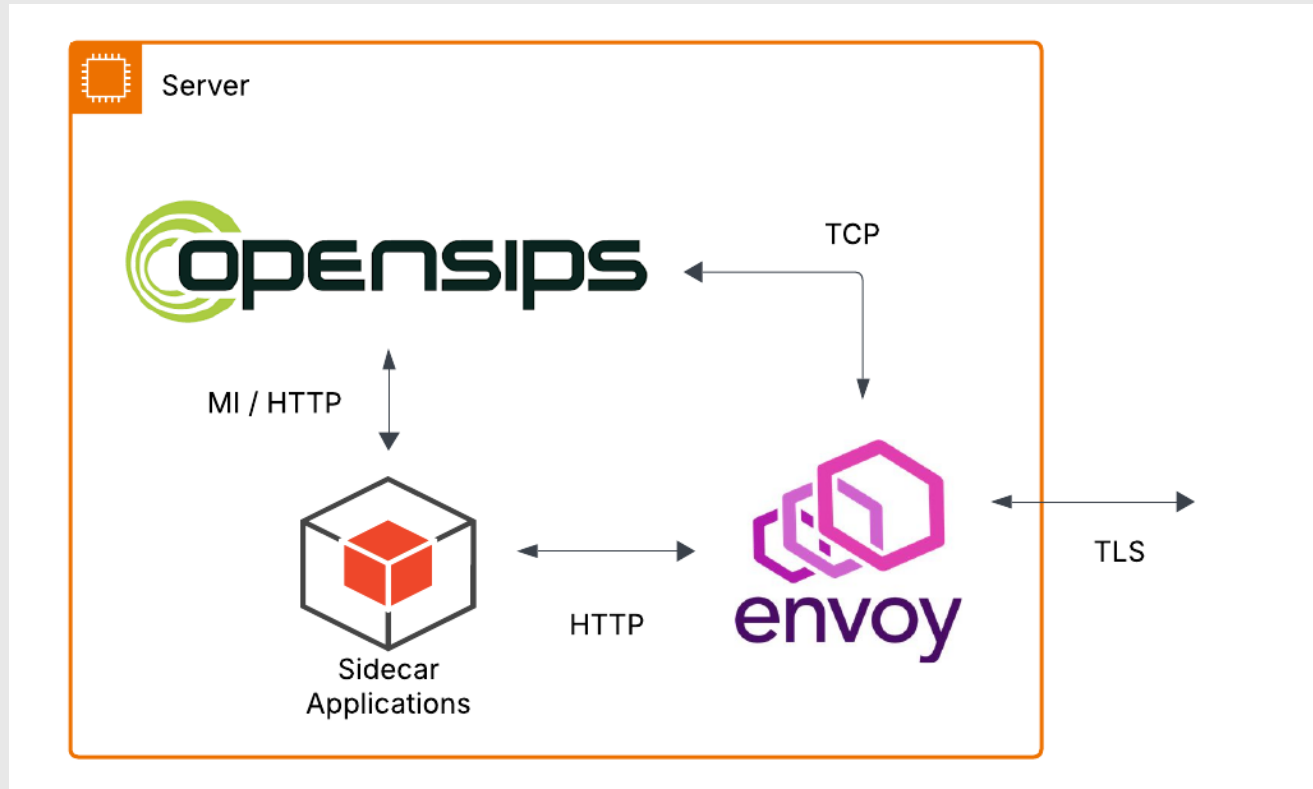 Server
opensips
TCP
MI / HTTP
envoy
TLS
HTTP
Sidecar
Applications